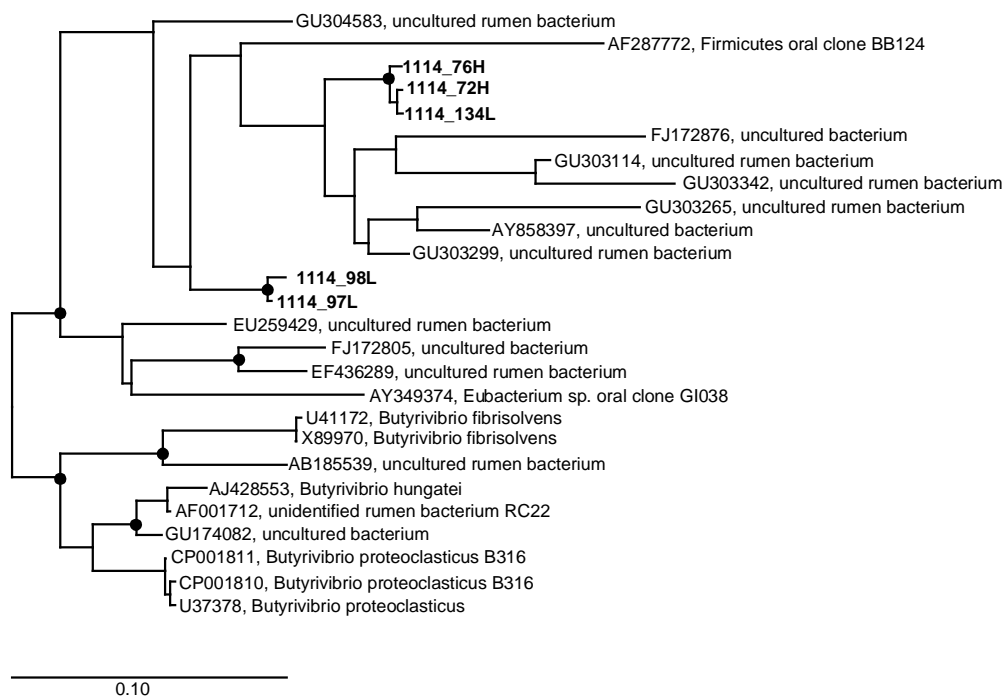 GU304583, uncultured rumen bacterium
AF287772, Firmicutes oral clone BB124
1114_76H
1114_72H
1114_134L
FJ172876, uncultured bacterium
GU303114, uncultured rumen bacterium
GU303342, uncultured rumen bacterium
GU303265, uncultured rumen bacterium
AY858397, uncultured bacterium
GU303299, uncultured rumen bacterium
1114_98L
1114_97L
EU259429, uncultured rumen bacterium
FJ172805, uncultured bacterium
EF436289, uncultured rumen bacterium
AY349374, Eubacterium sp. oral clone GI038
U41172, Butyrivibrio fibrisolvens
X89970, Butyrivibrio fibrisolvens
AB185539, uncultured rumen bacterium
AJ428553, Butyrivibrio hungatei
AF001712, unidentified rumen bacterium RC22
GU174082, uncultured bacterium
CP001811, Butyrivibrio proteoclasticus B316
CP001810, Butyrivibrio proteoclasticus B316
U37378, Butyrivibrio proteoclasticus
0.10